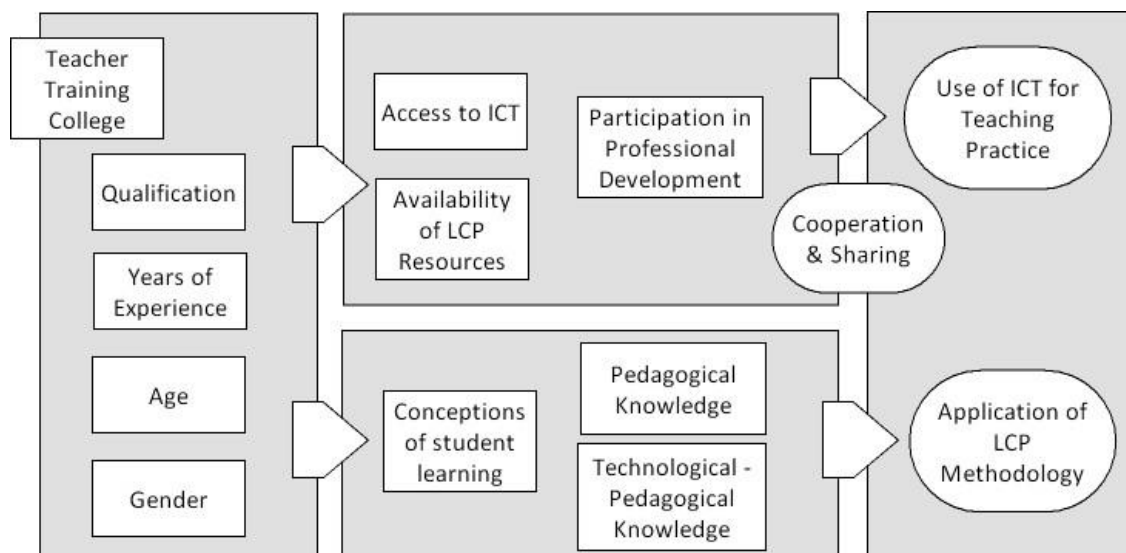 Teacher
Training
College
Qualification
Years of
Experience
Age
Gender
Access to ICT
Availability
of LCP
Resources
Participation in
Professional
Development
Conceptions
of student
learning
Pedagogical
Knowledge
Technological -
Pedagogical
Knowledge
Use of ICT for
Teaching
Practice
Cooperation
& Sharing
Application of
LCP
Methodology